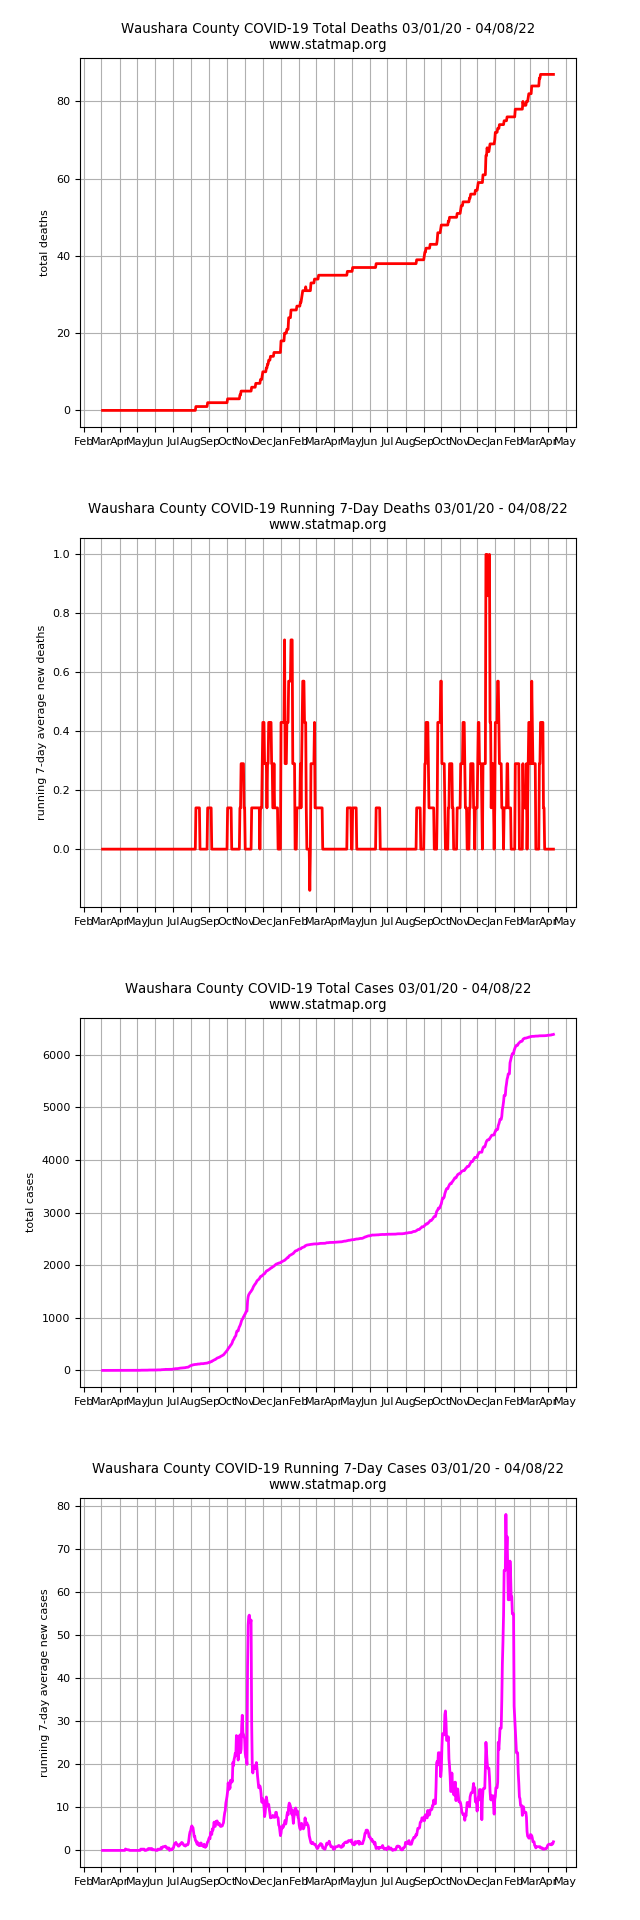 Waushara County COVID-19 Total Deaths 03/01/20 - 04/08/22
www.statmap.org
80
60
40
20
0
total deaths
Feb Mar Apr May Jun Jul Aug Sep Oct Nov Dec Jan Feb Mar Apr May Jun Jul Aug Sep Oct Nov Dec Jan Feb Mar Apr May
Waushara County COVID-19 Running 7-Day Deaths 03/01/20 - 04/08/22
www.statmap.org
1.0
0.8
0.6
0.4
0.2
0.0
running 7-day average new deaths
Feb Mar Apr May Jun Jul Aug Sep Oct Nov Dec Jan Feb Mar Apr May Jun Jul Aug Sep Oct Nov Dec Jan Feb Mar Apr May
Waushara County COVID-19 Total Cases 03/01/20 - 04/08/22
www.statmap.org
6000
5000
4000
3000
2000
1000
0
total cases
Feb Mar Apr May Jun Jul Aug Sep Oct Nov Dec Jan Feb Mar Apr May Jun Jul Aug Sep Oct Nov Dec Jan Feb Mar Apr May
Waushara County COVID-19 Running 7-Day Cases 03/01/20 - 04/08/22
www.statmap.org
80
70
60
50
40
30
20
10
0
running 7-day average new cases
Feb Mar Apr May Jun Jul Aug Sep Oct Nov Dec Jan Feb Mar Apr May Jun Jul Aug Sep Oct Nov Dec Jan Feb Mar Apr May